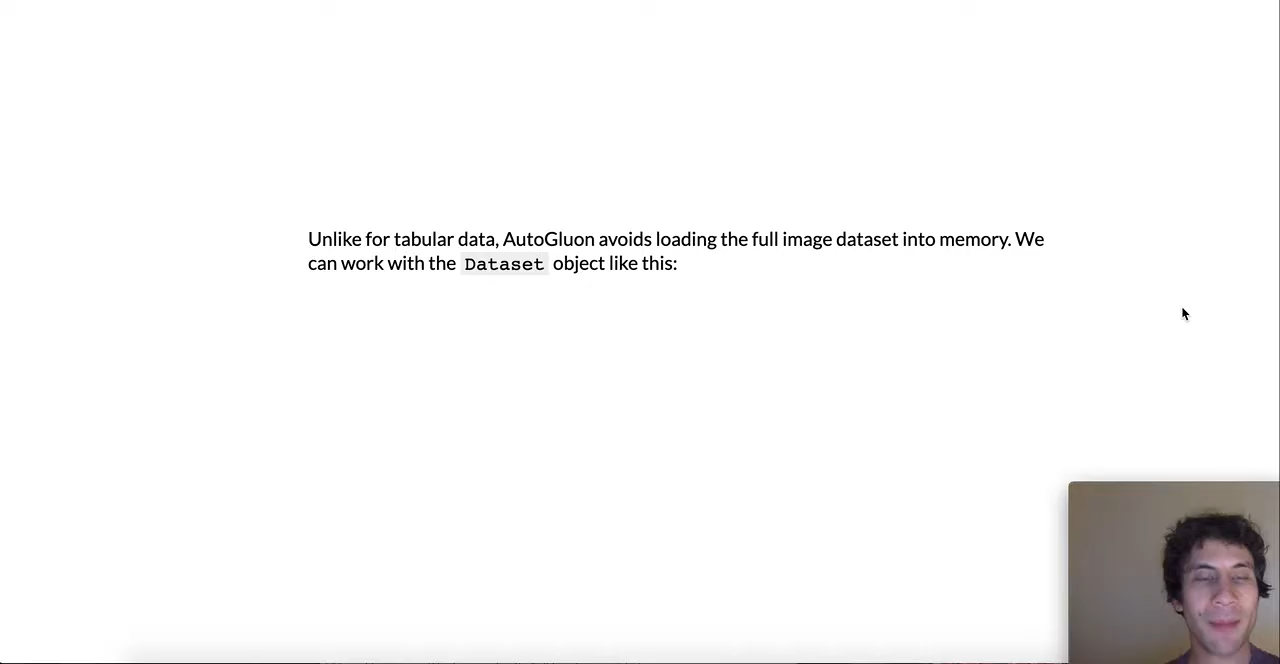 Unlike for tabular data, AutoGluon avoids loading the full image dataset into memory. We
can work with the Dataset object like this: